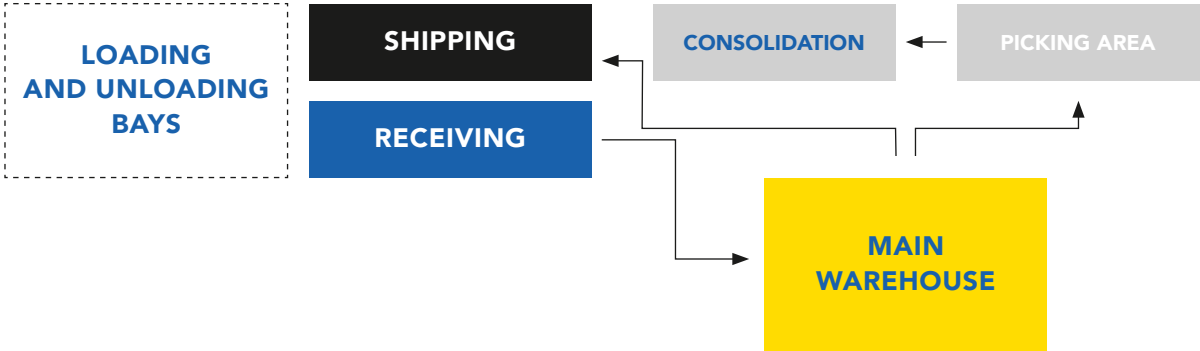 LOADING
AND UNLOADING
BAYS
SHIPPING
RECEIVING
CONSOLIDATION
PICKING AREA
MAIN
WAREHOUSE